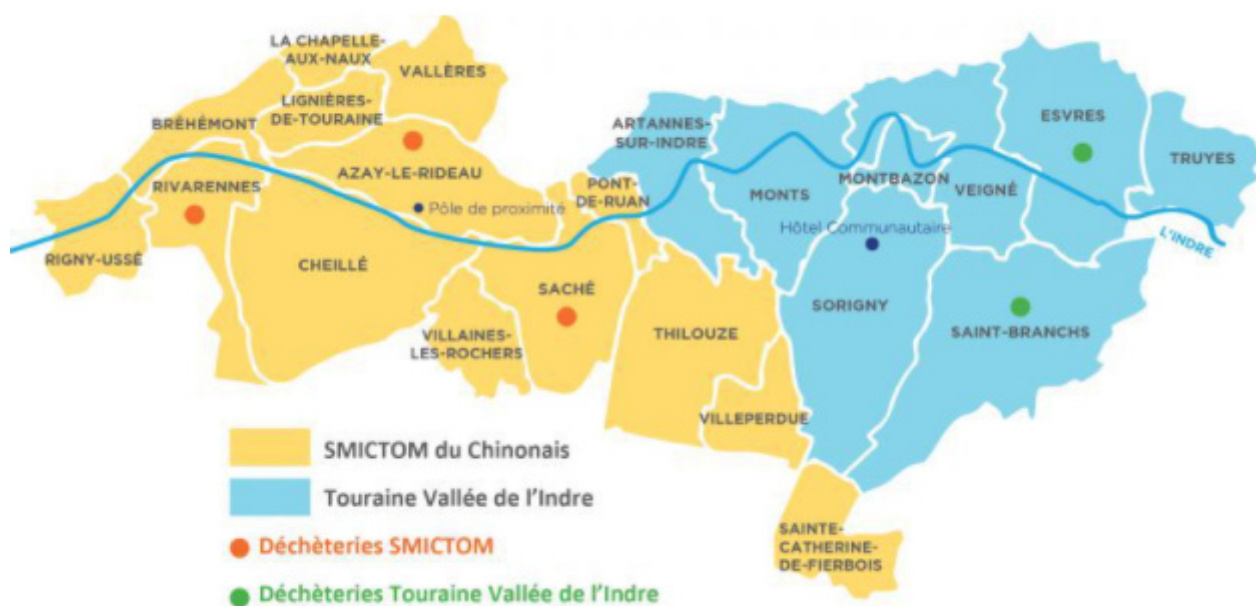 LA CHAPELLE-
AUX-NAUX
VALLÈRES
LIGNIÈRES-
DE-TOURAINE
BRÉHÉMONT
ARTANNES-
SUR-INDRE
ESVRES
TRUYES
AZAY-LE-RIDEAU
RIVARENNES
PONT-
DE-RUAN
MONTS
MONTBAZON
VEIGNÉ
Pôle de proximité
Hôtel Communautaire
L'INDRE
RIGNY-USSÉ
CHEILLÉ
SACHÉ
SORIGNY
VILLAINES-
LES-ROCHERS
THILOUZE
SAINT-BRANCHS
VILLEPERDUE
SMICTOM du Chinonais
Touraine Vallée de l'Indre
SAINTE-
CATHERINE-
DE-FIERBOIS
Déchèteries SMICTOM
Déchèteries Touraine Vallée de l'Indre